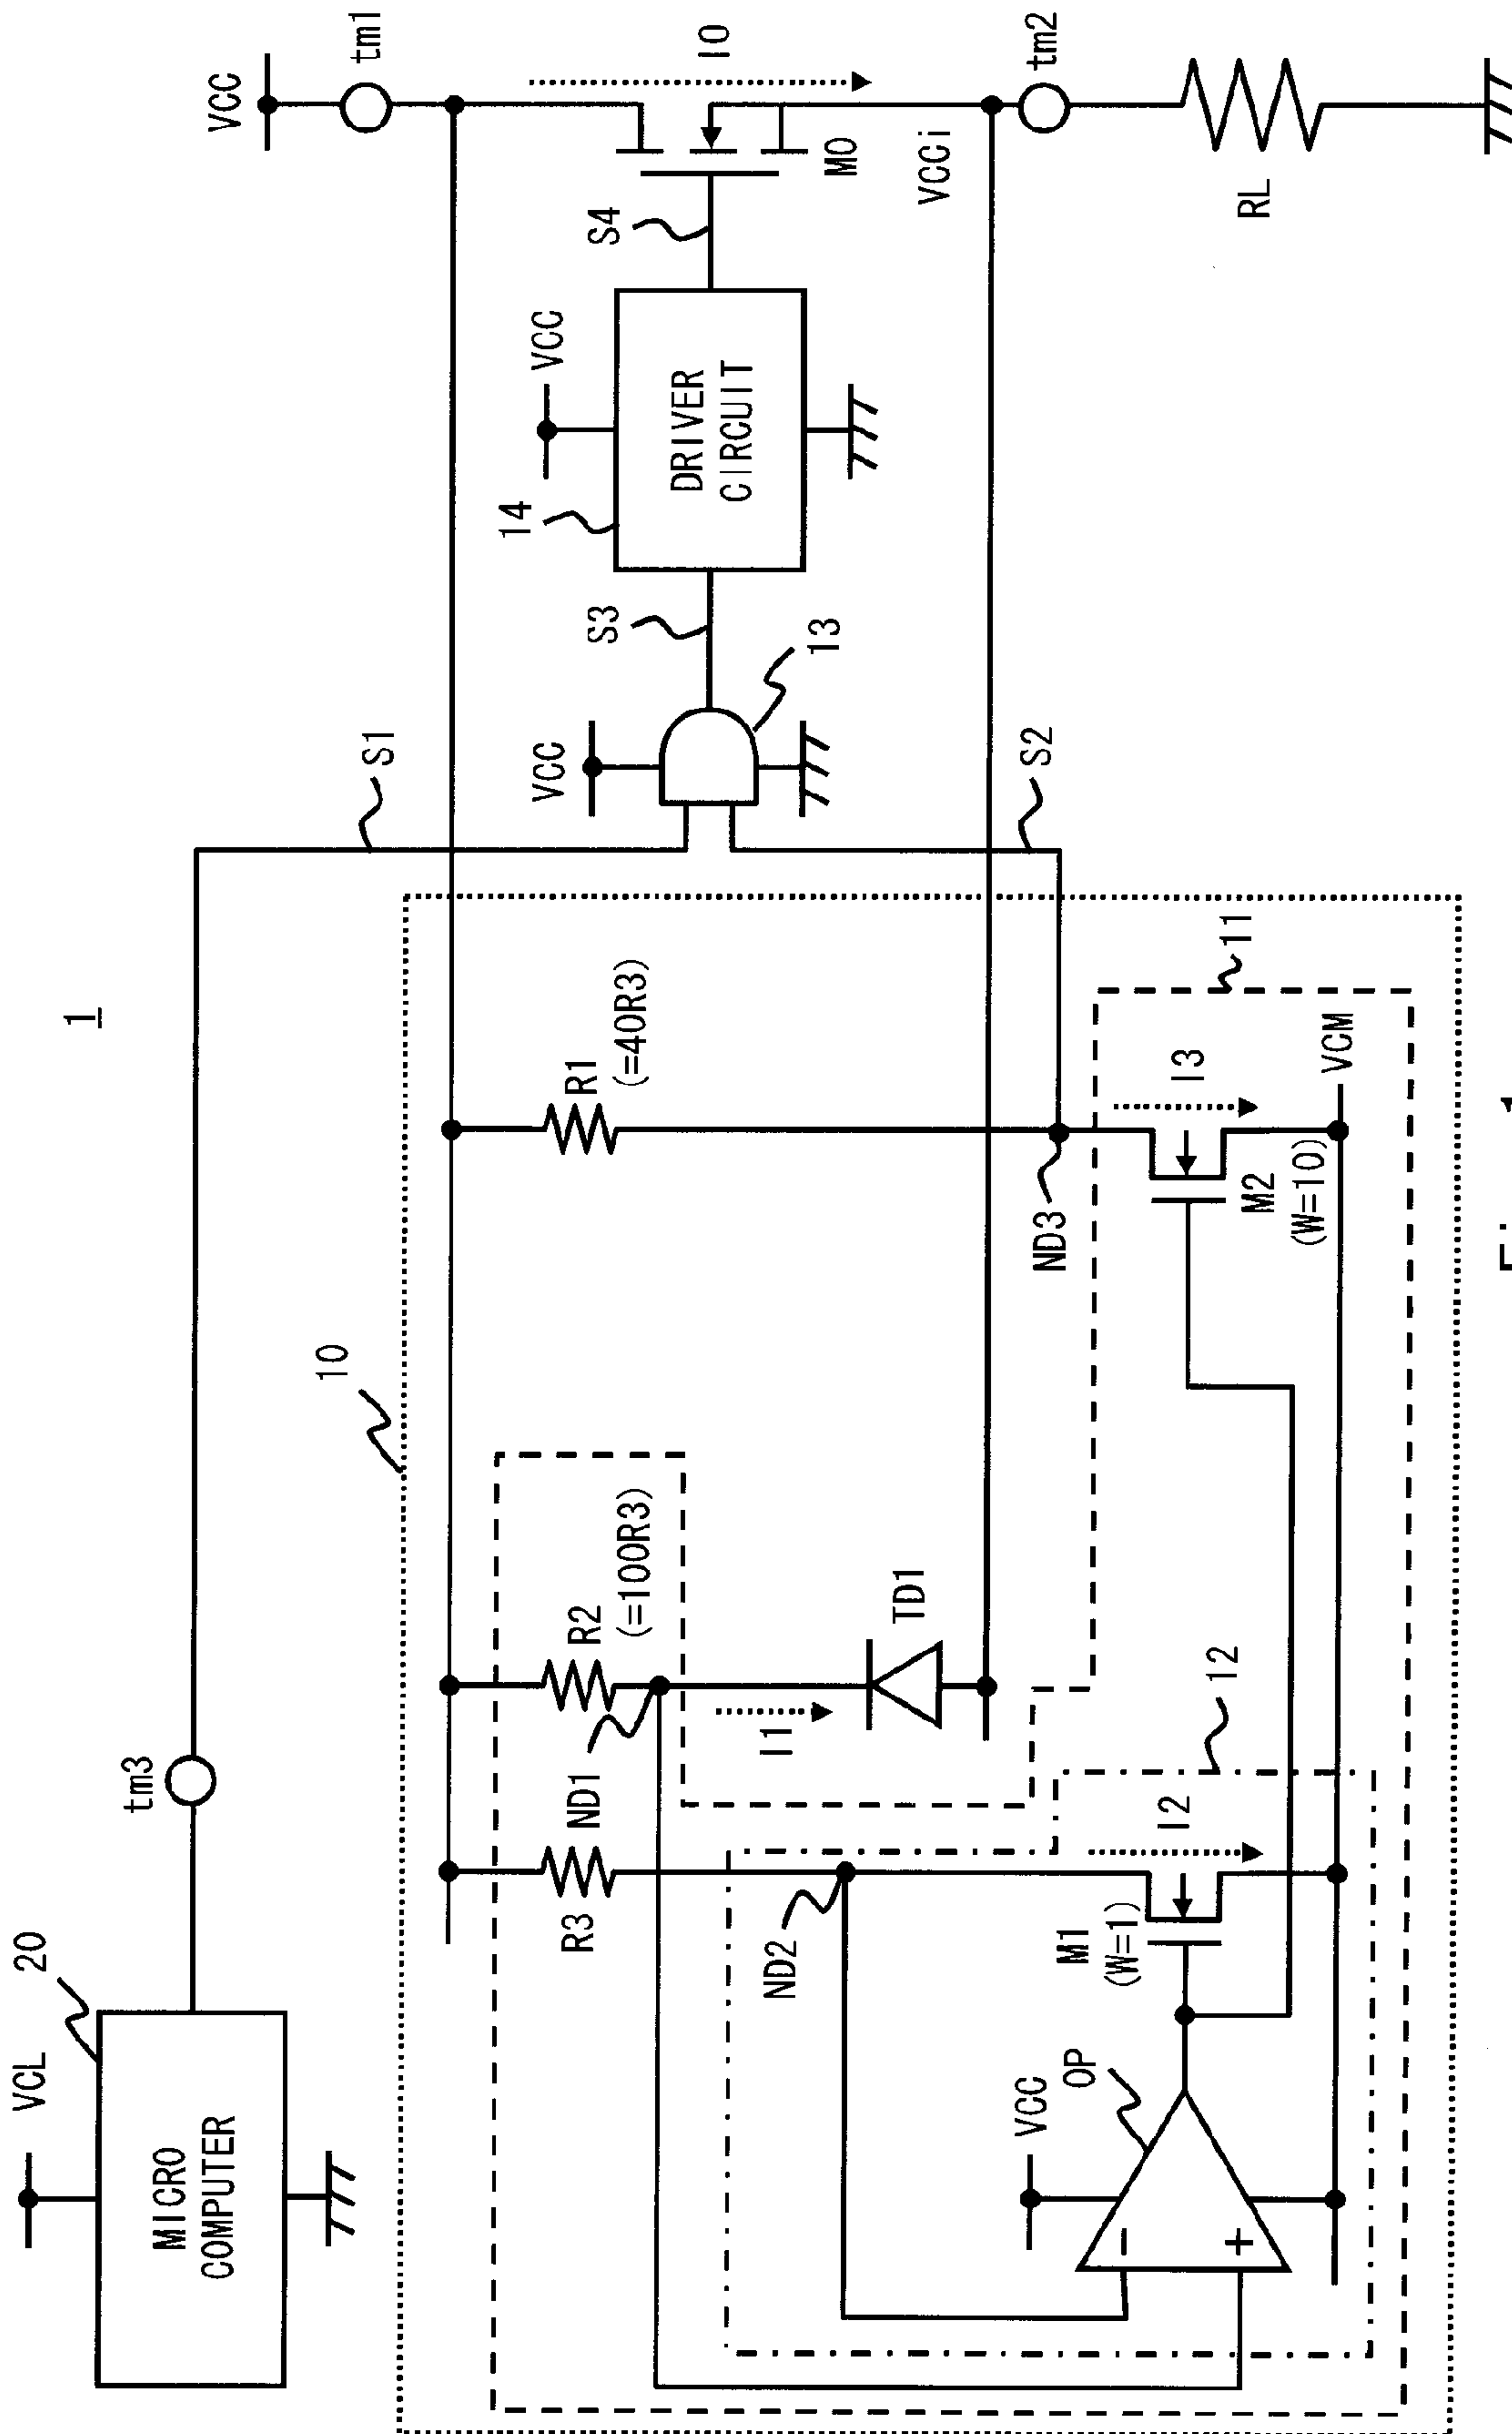 1
VCL
20
MICRO
COMPUTER
tm3
S1
VCC
tm1
10
R3
R2
(=100R3)
R1
(=40R3)
ND1
ND2
I1
TD1
VCC
13
S3
14
VCC
DRIVER
CIRCUIT
S4
I0
M0
VCCi
tm2
RL
S2
ND3
11
12
VCC
OP
−
+
M1
(W=1)
I2
M2
(W=10)
I3
VCM
Fig. 1